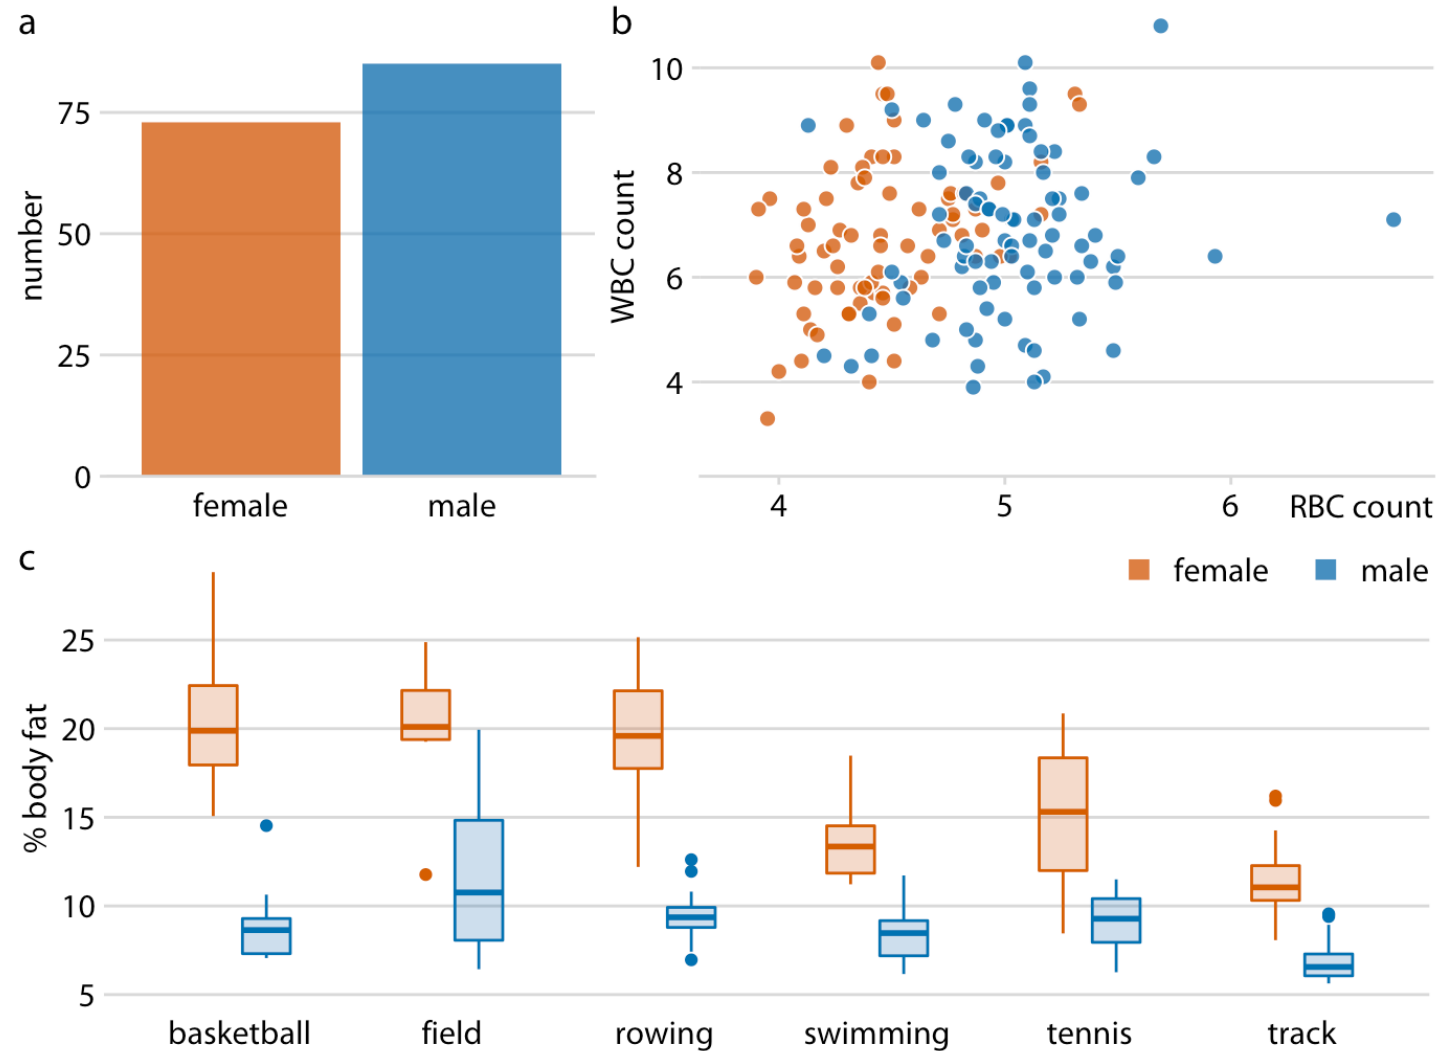 a
75
50
25
0
number
female male
b
10
8
6
4
WBC count
4 5 6 RBC count
c
female male
25
20
15
10
5
% body fat
basketball field rowing swimming tennis track